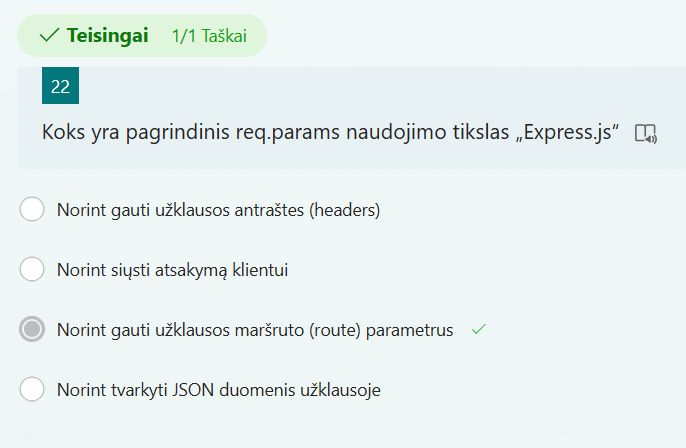 Teisingai 1/1 Taškai
22
Koks yra pagrindinis req.params naudojimo tikslas „Express.js“
Norint gauti užklausos antraštes (headers)
Norint siųsti atsakymą klientui
Norint gauti užklausos maršruto (route) parametrus
Norint tvarkyti JSON duomenis užklausoje